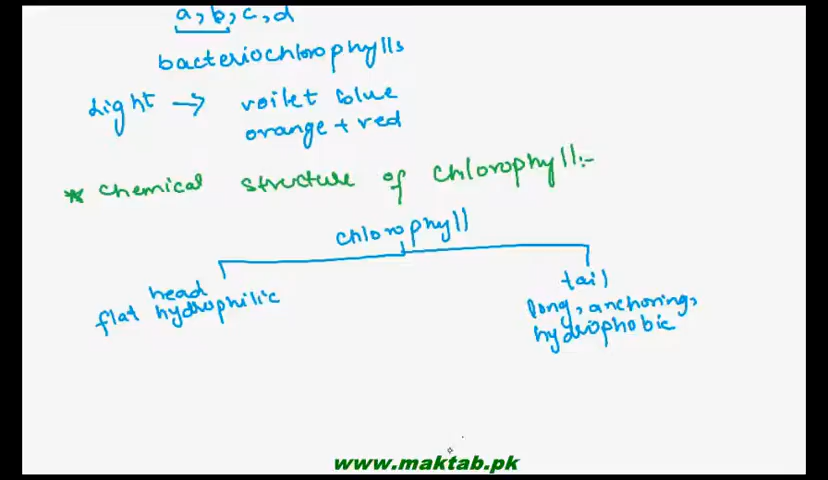 a, b, c, d
bacteriochlorophylls
Light → voilet blue
orange + red
* chemical structure of chlorophyll:-
chlorophyll
head
flat hydrophilic
tail
long, anchoring,
hydrophobic
www.maktab.pk